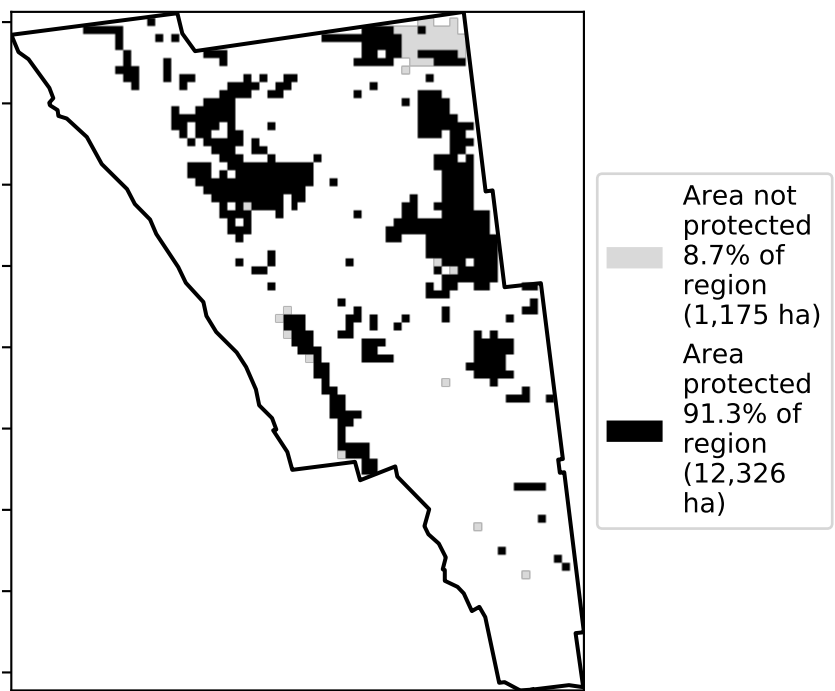 Area not
protected
8.7% of
region
(1,175 ha)
Area
protected
91.3% of
region
(12,326
ha)